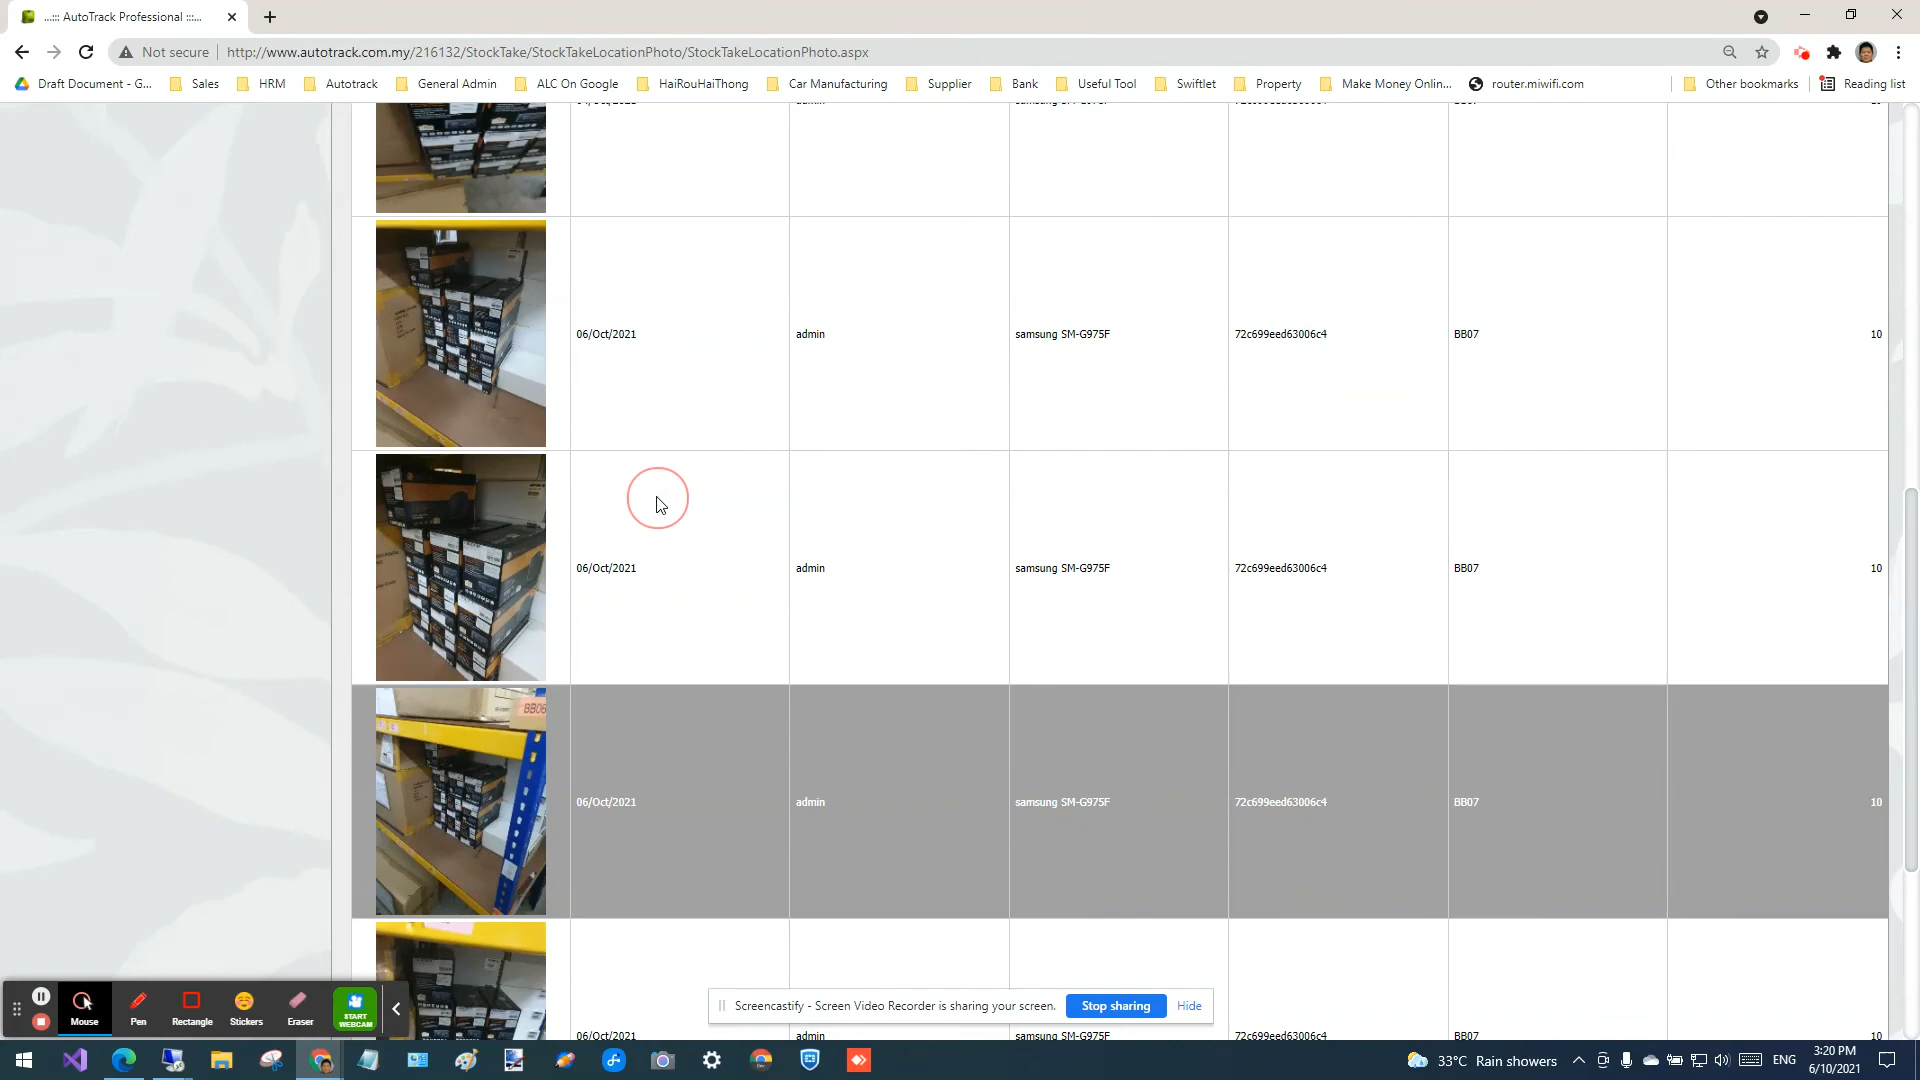 ...::: AutoTrack Professional :::...
Not secure
http://www.autotrack.com.my/216132/StockTake/StockTakeLocationPhoto/StockTakeLocationPhoto.aspx
Draft Document - G...
Sales
HRM
Autotrack
General Admin
ALC On Google
HaiRouHaiThong
Car Manufacturing
Supplier
Bank
Useful Tool
Swiftlet
Property
Make Money Onlin...
router.miwifi.com
Other bookmarks
Reading list
06/Oct/2021 admin samsung SM-G975F 72c699eed63006c4 BB07 10
06/Oct/2021 admin samsung SM-G975F 72c699eed63006c4 BB07 10
BB06
06/Oct/2021 admin samsung SM-G975F 72c699eed63006c4 BB07 10
06/Oct/2021 admin samsung SM-G975F 72c699eed63006c4 BB07 10
Mouse
Pen
Rectangle
Stickers
Eraser
START WEBCAM
Screencastify - Screen Video Recorder is sharing your screen.
Stop sharing
Hide
33°C Rain showers
ENG
3:20 PM
6/10/2021